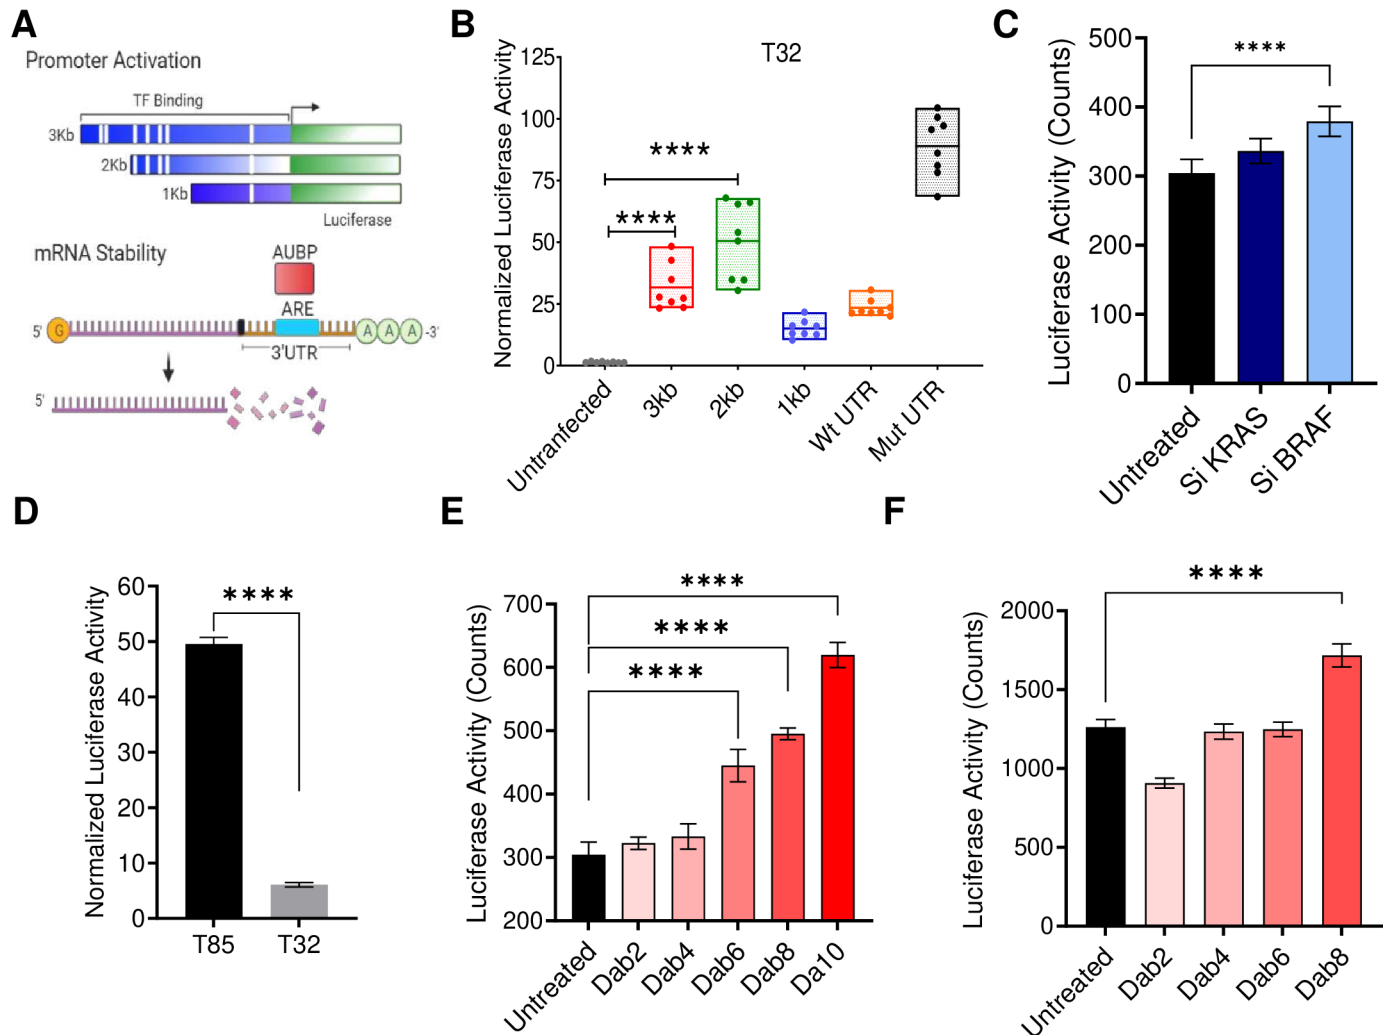 A
Promoter Activation
TF Binding
3Kb
2Kb
1Kb
Luciferase
mRNA Stability
AUBP
ARE
5' G A A A -3'
3'UTR
5'
B
T32
Normalized Luciferase Activity
125
100
75
50
25
0
****
****
Untranfected
3kb
2kb
1kb
Wt UTR
Mut UTR
C
Luciferase Activity (Counts)
500
400
300
200
100
0
****
Untreated
Si KRAS
Si BRAF
D
Normalized Luciferase Activity
60
50
40
30
20
10
0
****
T85
T32
E
Luciferase Activity (Counts)
700
600
500
400
300
200
****
****
****
Untreated
Dab2
Dab4
Dab6
Dab8
Da10
F
Luciferase Activity (Counts)
2000
1500
1000
500
0
****
Untreated
Dab2
Dab4
Dab6
Dab8